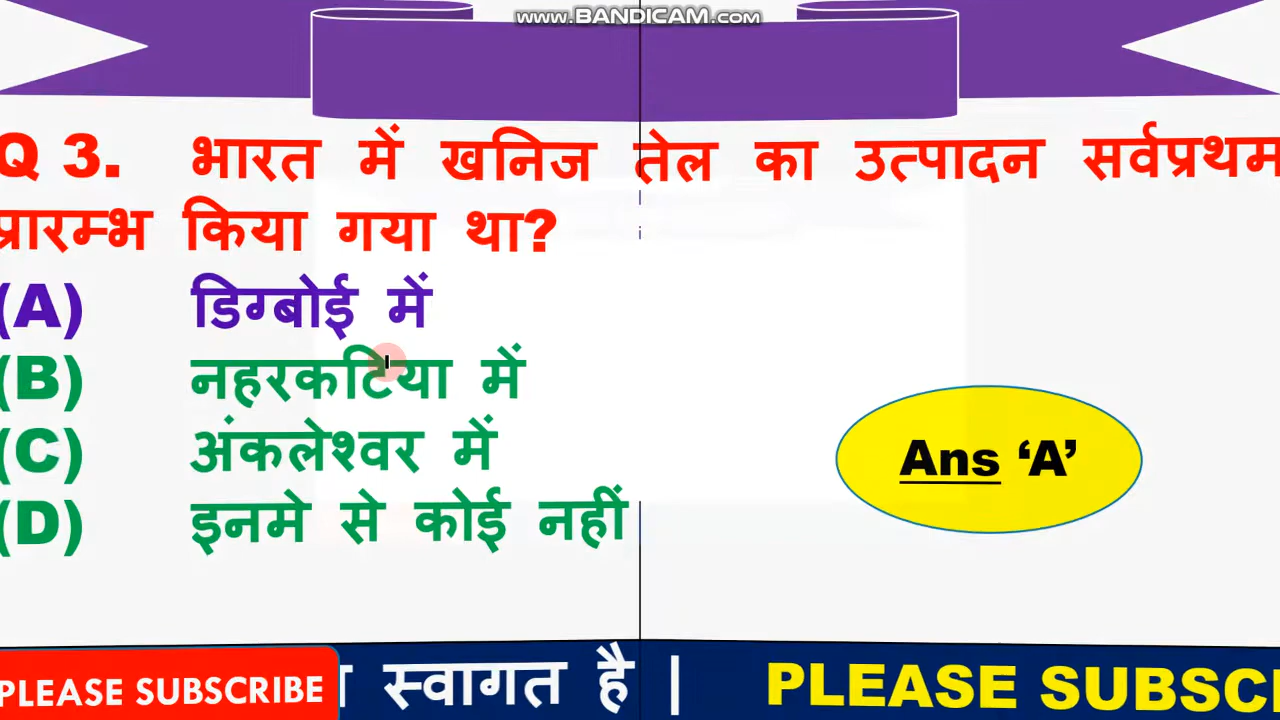 www.BANDICAM.com
Q 3. भारत में खनिज तेल का उत्पादन सर्वप्रथम
प्रारम्भ किया गया था?
(A) डिग्बोई में
(B) नहरकटिया में
(C) अंकलेश्वर में
(D) इनमे से कोई नहीं
Ans ‘A’
PLEASE SUBSCRIBE
स्वागत है |
PLEASE SUBSC